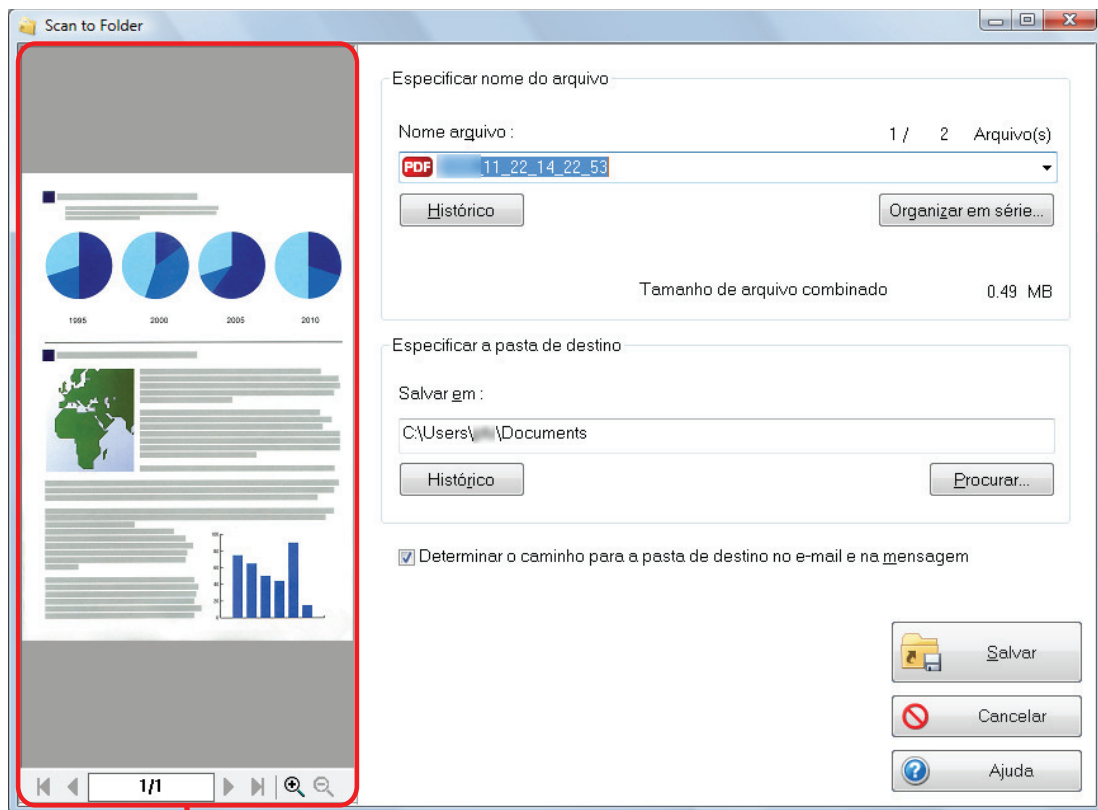 Scan to Folder
Especificar nome do arquivo
Nome arquivo :
1 / 2 Arquivo(s)
PDF
_11_22_14_22_53
Histórico
Organizar em série...
Tamanho de arquivo combinado 0.49 MB
1995 2000 2005 2010
Especificar a pasta de destino
Salvar em :
C:\Users\ \Documents
Histórico
Procurar...
Determinar o caminho para a pasta de destino no e-mail e na mensagem
Salvar
Cancelar
Ajuda
1/1